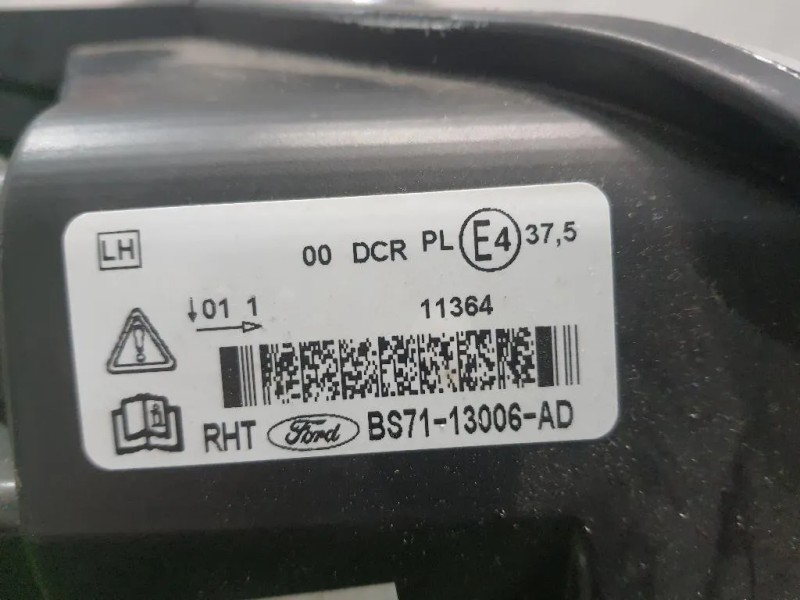 LH 00 DCR PL E4 37,5
↓01 1 11364
RHT Ford BS71-13006-AD